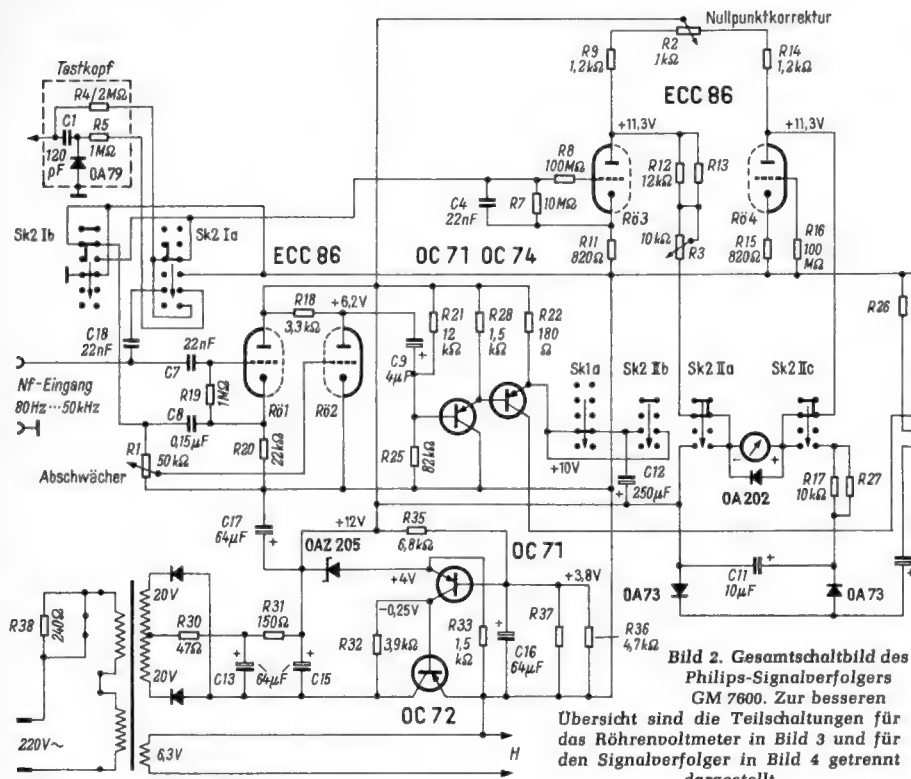 Nullpunktkorrektur
R9
1,2kΩ
R2
1kΩ
R14
1,2kΩ
Tastkopf
R4/2MΩ
C1
R5
1MΩ
120
pF
OA79
ECC 86
+11,3V
+11,3V
R8
100MΩ
R12
12kΩ
R13
C4
22nF
R7
10MΩ
Rö3
Rö4
R16
100
MΩ
Sk2 Ib
Sk2 Ia
ECC 86
OC 71
OC 74
R11
820Ω
10kΩ
R3
R15
820Ω
R18
3,3kΩ
+6,2V
R21
12
kΩ
R28
1,5
kΩ
R22
180
Ω
R26
C18
22nF
22nF
C7
C9
4µF
Nf-Eingang
80Hz...50kHz
R19
1MΩ
Rö1
Rö2
Sk1a
Sk2 IIb
Sk2 IIa
Sk2 IIc
C8
0,15µF
R1
50kΩ
R20
22kΩ
Abschwächer
R25
82kΩ
+10V
C12
250µF
OA 202
R17
10kΩ
R27
C17
64µF
+12V
R35
6,8kΩ
OAZ 205
OC 71
+4V
+3,8V
C11
10µF
OA73
OA73
R38
240Ω
20V
20V
R30
47Ω
R31
150Ω
C13
64µF
C15
-0,25V
R32
3,9kΩ
R33
1,5
kΩ
C16
64µF
R37
R36
4,7kΩ
OC 72
220V~
6,3V
H
Bild 2. Gesamtschaltbild des
Philips-Signalverfolgers
GM 7600. Zur besseren
Übersicht sind die Teilschaltungen für
das Röhrenvoltmeter in Bild 3 und für
den Signalverfolger in Bild 4 getrennt
dargestellt